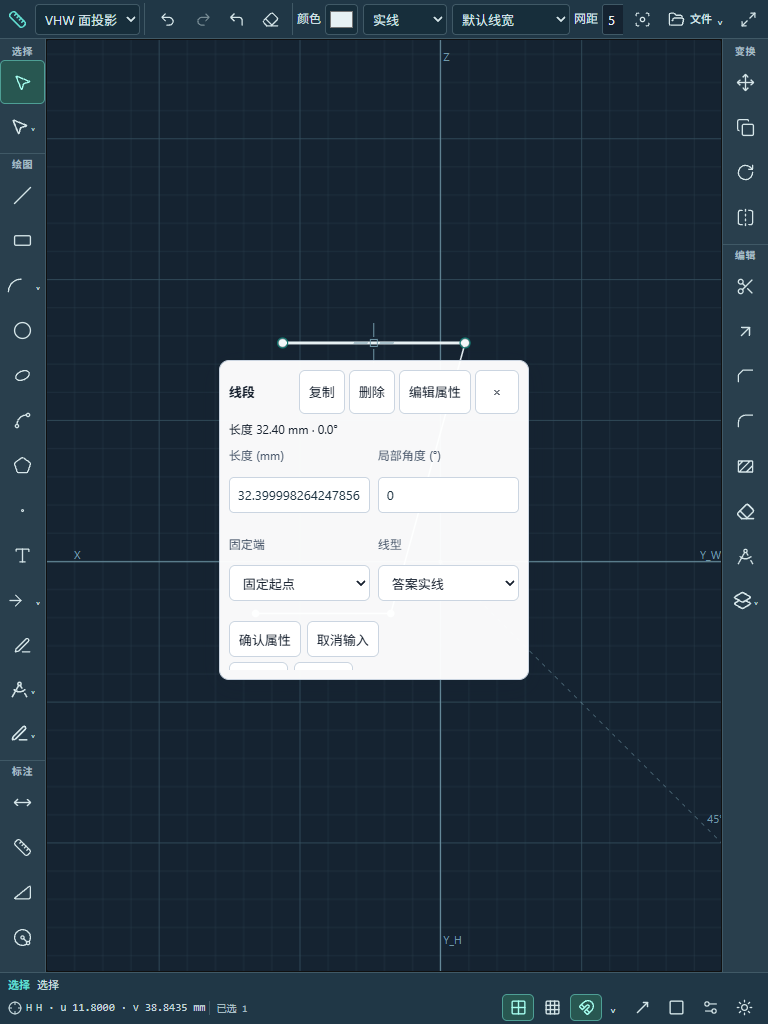 VHW 面投影 颜色 实线 默认线宽 网距 5 文件
选择
变换
Z
绘图
编辑
线段 复制 删除 编辑属性 ×
长度 32.40 mm · 0.0°
长度 (mm) 局部角度 (°)
32.399998264247856 0
固定端 线型
X
Y_W
固定起点 答案实线
确认属性 取消输入
T
标注
45°
Y_H
选择 选择
H H · u 11.8000 · v 38.8435 mm 已选 1